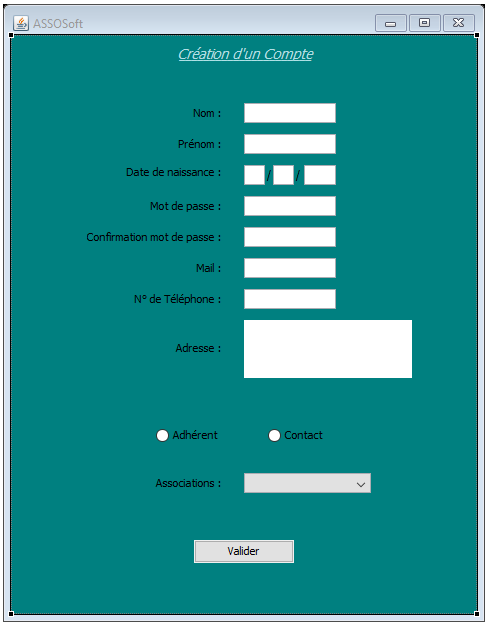 ASSOSoft
Création d'un Compte
Nom :
Prénom :
Date de naissance : / /
Mot de passe :
Confirmation mot de passe :
Mail :
N° de Téléphone :
Adresse :
Adhérent Contact
Associations :
Valider